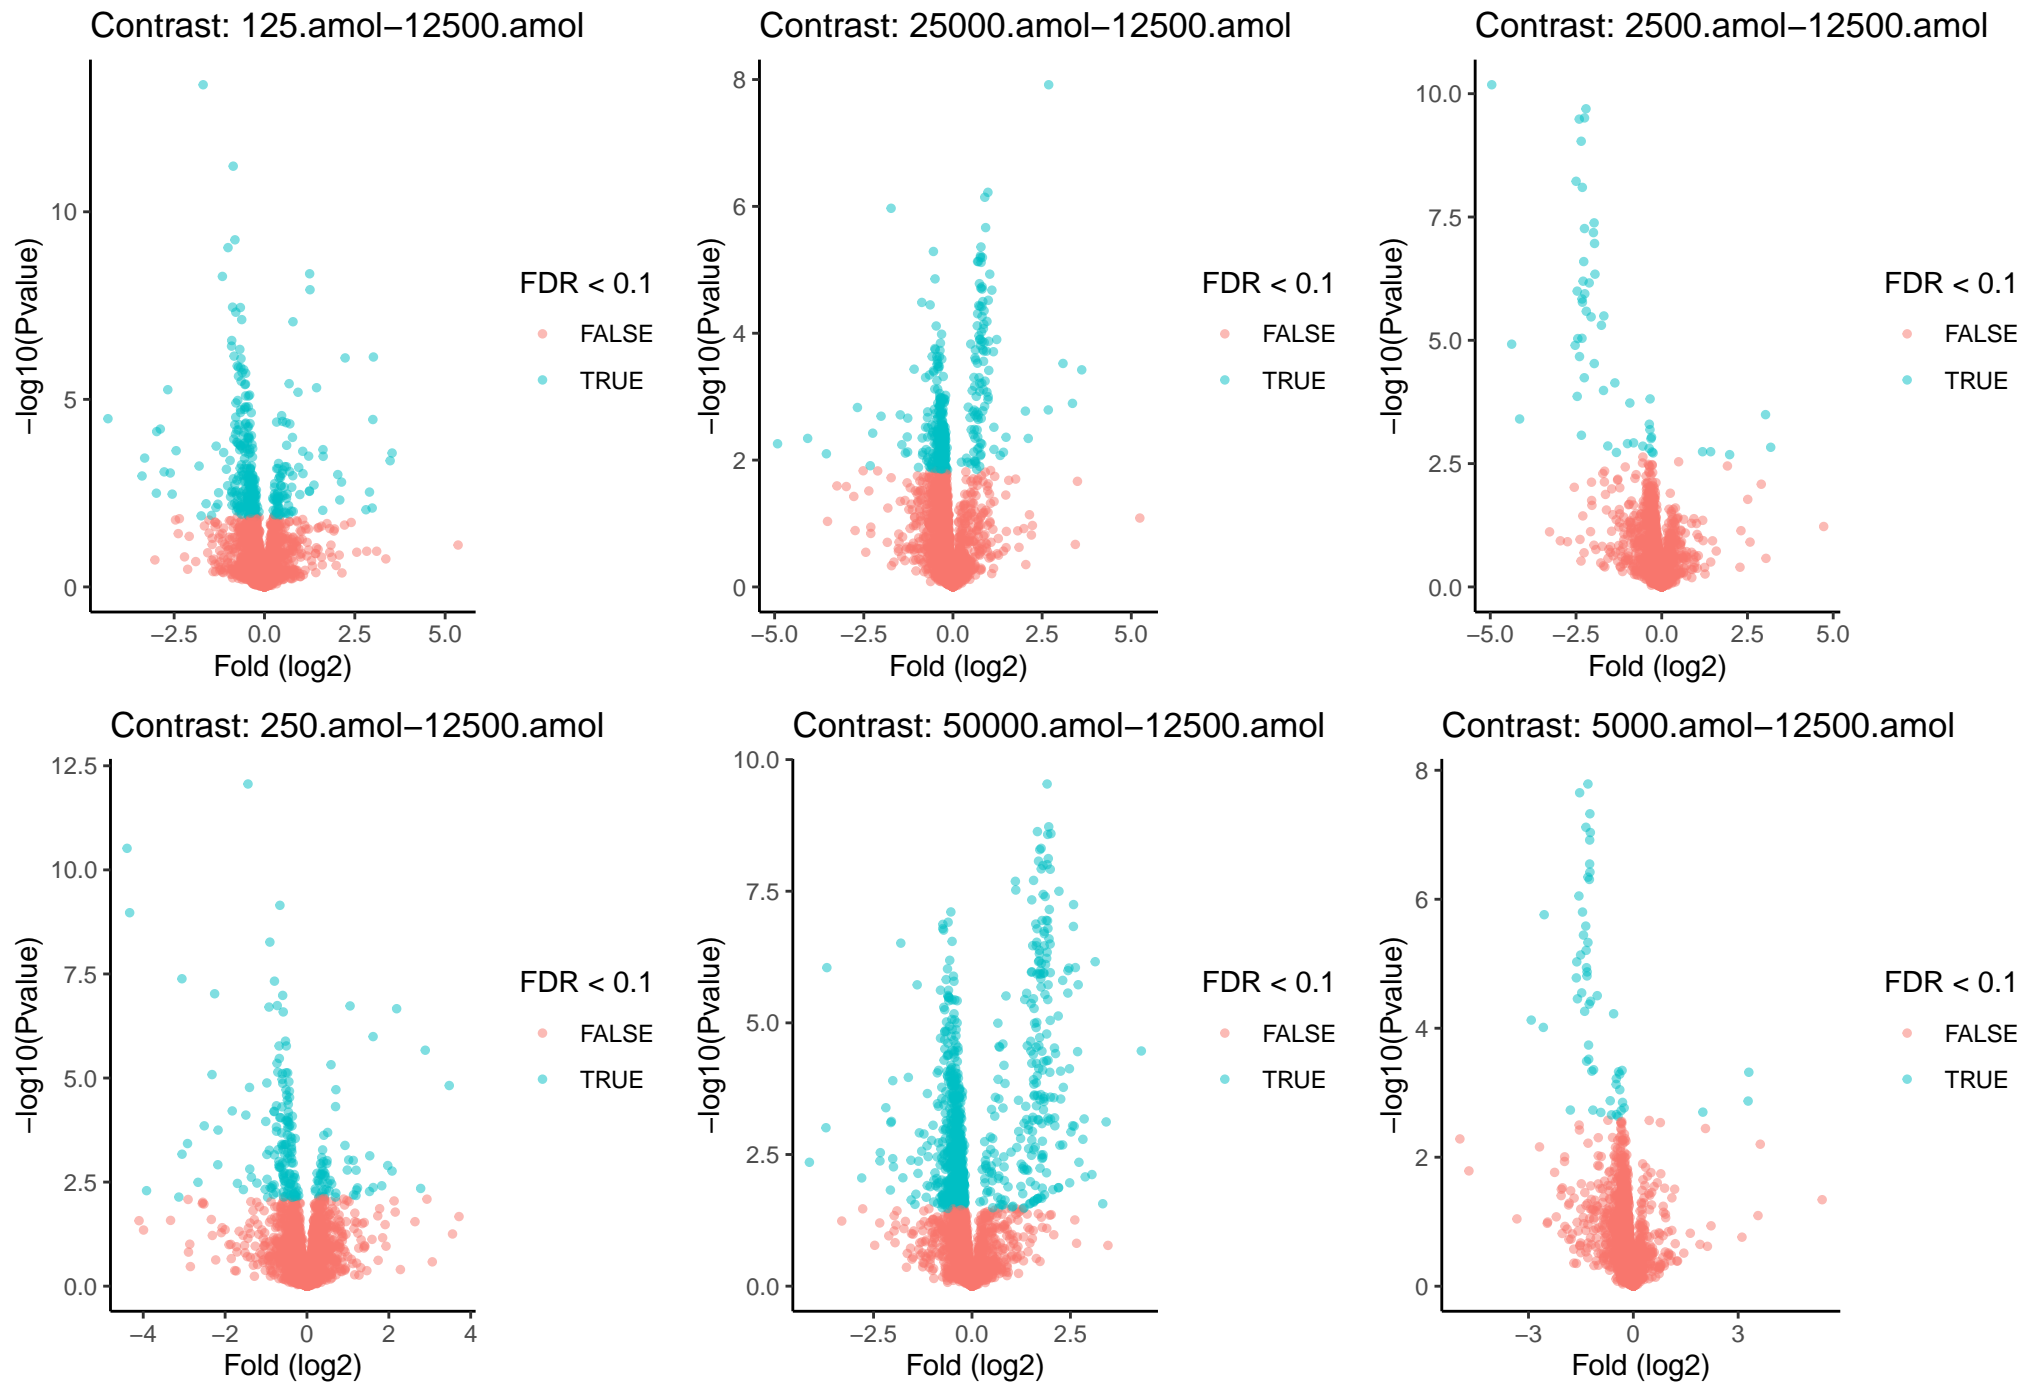 Contrast: 125.amol−12500.amol
−log10(Pvalue)
10
5
0
−2.5 0.0 2.5 5.0
Fold (log2)
FDR < 0.1
FALSE
TRUE
Contrast: 25000.amol−12500.amol
−log10(Pvalue)
8
6
4
2
0
−5.0 −2.5 0.0 2.5 5.0
Fold (log2)
FDR < 0.1
FALSE
TRUE
Contrast: 2500.amol−12500.amol
−log10(Pvalue)
10.0
7.5
5.0
2.5
0.0
−5.0 −2.5 0.0 2.5 5.0
Fold (log2)
FDR < 0.1
FALSE
TRUE
Contrast: 250.amol−12500.amol
−log10(Pvalue)
12.5
10.0
7.5
5.0
2.5
0.0
−4 −2 0 2 4
Fold (log2)
FDR < 0.1
FALSE
TRUE
Contrast: 50000.amol−12500.amol
−log10(Pvalue)
10.0
7.5
5.0
2.5
0.0
−2.5 0.0 2.5
Fold (log2)
FDR < 0.1
FALSE
TRUE
Contrast: 5000.amol−12500.amol
−log10(Pvalue)
8
6
4
2
0
−3 0 3
Fold (log2)
FDR < 0.1
FALSE
TRUE